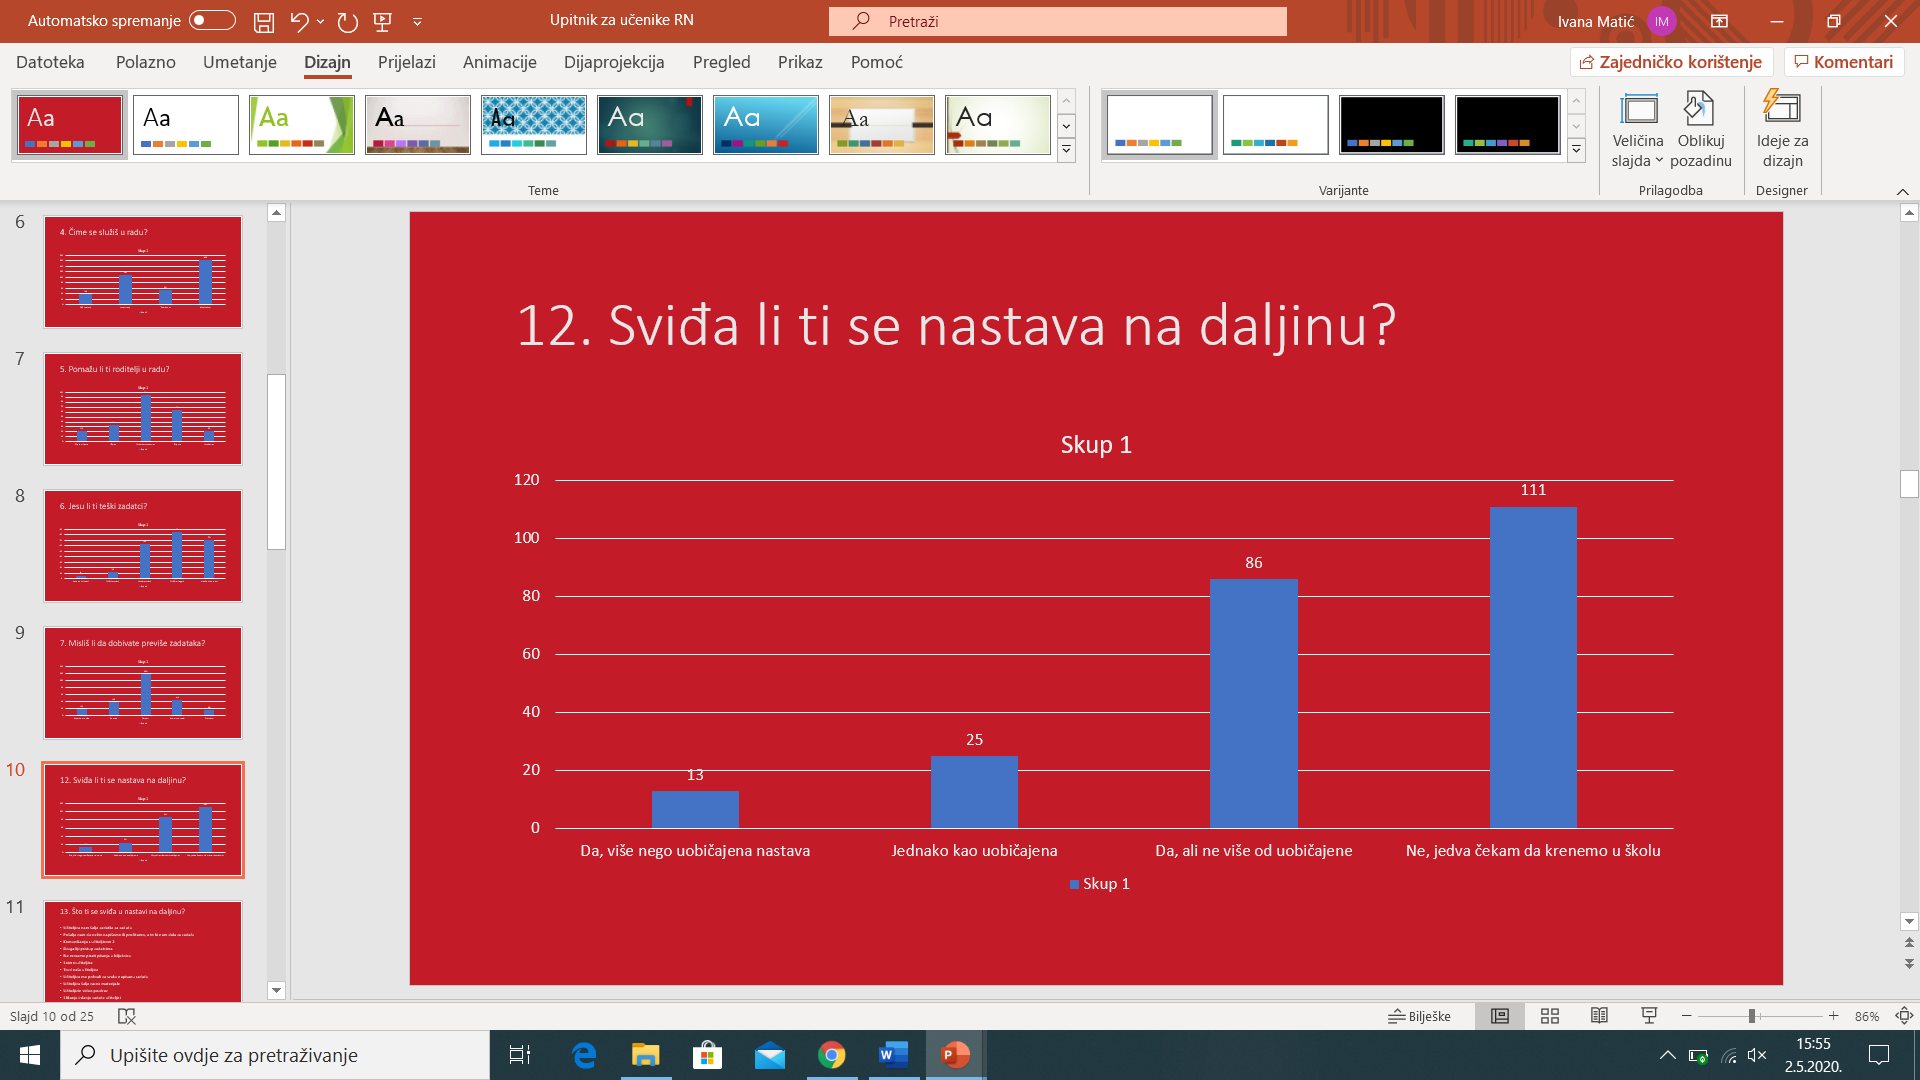 Automatsko spremanje
Upitnik za učenike RN
Pretraži
Ivana Matić
IM
Datoteka
Polazno
Umetanje
Dizajn
Prijelazi
Animacije
Dijaprojekcija
Pregled
Prikaz
Pomoć
Zajedničko korištenje
Komentari
Aa
Aa
Aa
Aa
Aa
Aa
Aa
Aa
Aa
Veličina slajda
Oblikuj pozadinu
Ideje za dizajn
Teme
Varijante
Prilagodba
Designer
6
4. Čime se služiš u radu?
7
5. Pomažu li ti roditelji u radu?
8
6. Jesu li ti teški zadatci?
9
7. Misliš li da dobivate previše zadataka?
10
12. Sviđa li ti se nastava na daljinu?
11
13. Što ti se sviđa u nastavi na daljinu?
12. Sviđa li ti se nastava na daljinu?
Skup 1
120
100
80
60
40
20
0
13
25
86
111
Da, više nego uobičajena nastava
Jednako kao uobičajena
Da, ali ne više od uobičajene
Ne, jedva čekam da krenemo u školu
Skup 1
Slajd 10 od 25
Bilješke
86%
Upišite ovdje za pretraživanje
15:55
2.5.2020.